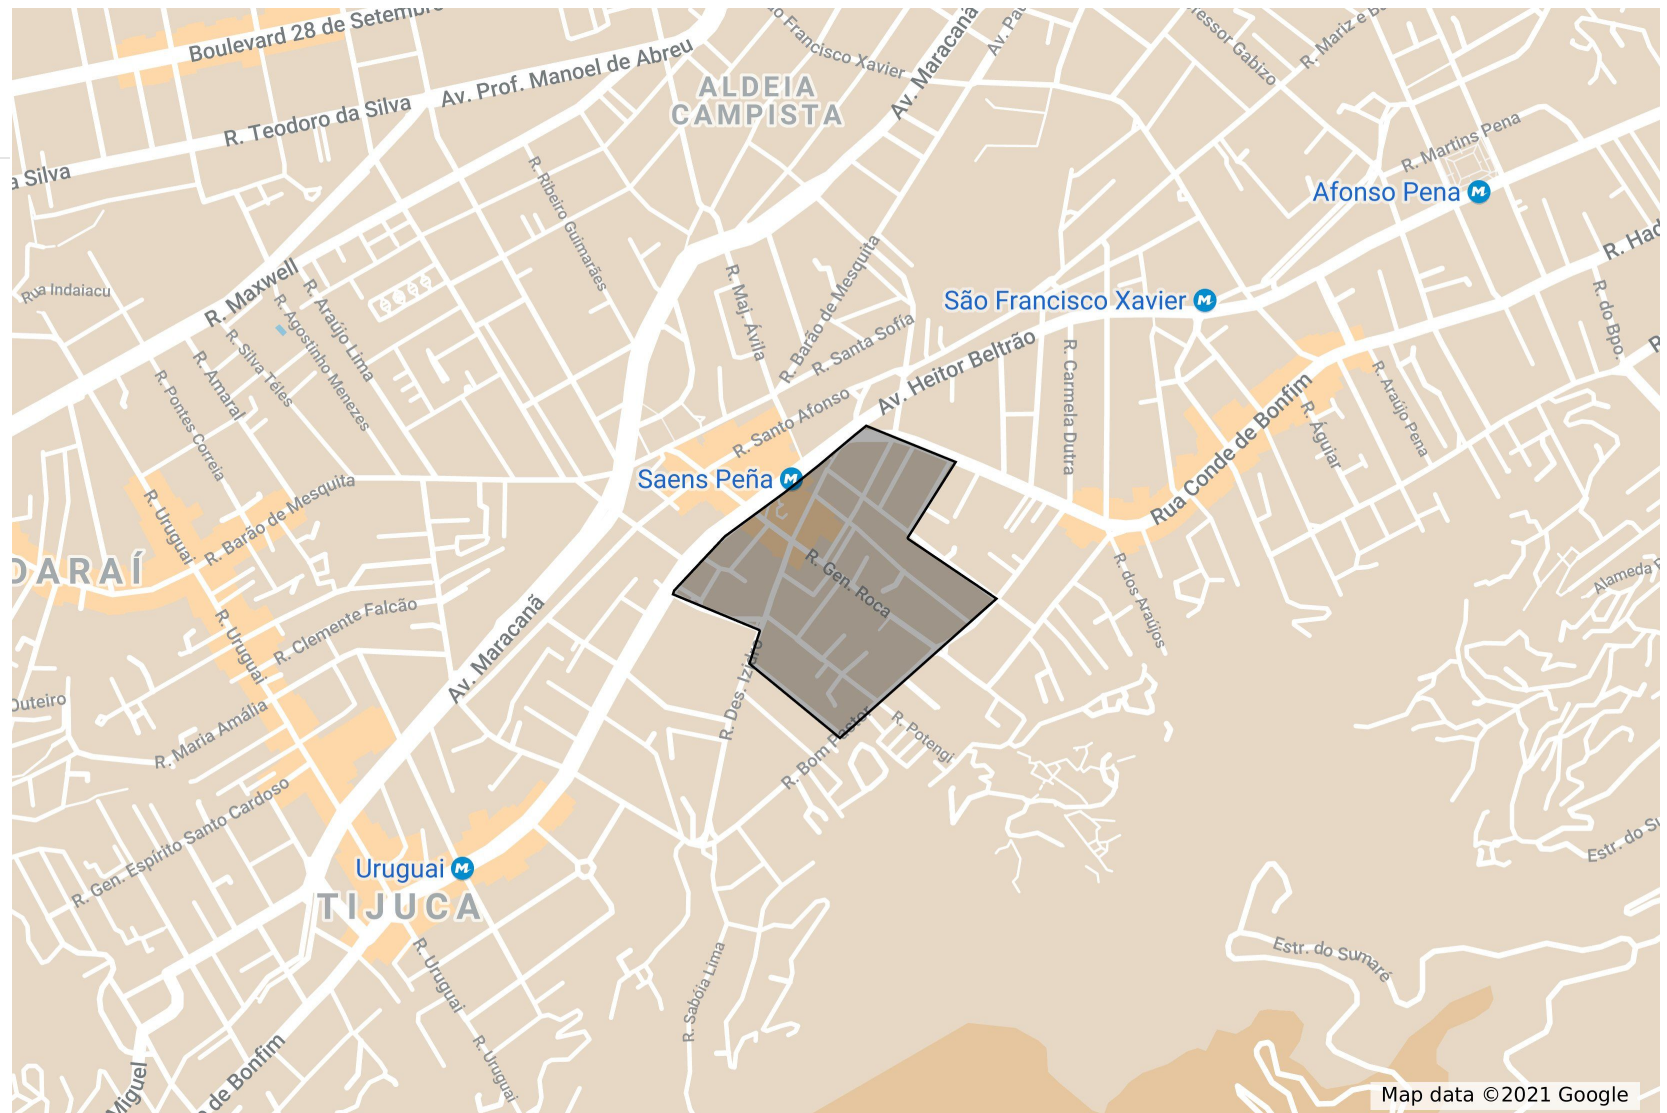 Boulevard 28 de Setembro
Av. Prof. Manoel de Abreu
R. Teodoro da Silva
a Silva
ALDEIA
CAMPISTA
Francisco Xavier
Av. Maracanã
Av. Pa
essor Gabizo
R. Mariz e B
R. Martins Pena
Afonso Pena
R. Had
R. Ribeiro Guimarães
Rua Indaiacu
R. Maxwell
R. Araújo Lima
R. Agostinho Menezes
R. Silva Téles
R. Amaral
R. Pontes Correia
R. Maj. Ávila
R. Barão de Mesquita
R. Santa Sofia
São Francisco Xavier
Av. Heitor Beltrão
R. Santo Afonso
R. Carmela Dutra
R. do Bpo.
R. Araújo Pena
R. Águiar
Rua Conde de Bonfim
Saens Peña
R. Uruguai
R. Barão de Mesquita
DARAÍ
R. Gen. Roca
R. dos Araújos
Alameda
R. Uruguai
R. Clemente Falcão
Av. Maracanã
R. Des. Izidro
Outeiro
R. Maria Amália
R. Bom Pastor
R. Potengi
R. Gen. Espírito Santo Cardoso
Estr. do Su
Uruguai
TIJUCA
R. Uruguai
R. Sabóia Lima
Estr. do Sumaré
R. Uruguai
de Bonfim
Miguel
Map data ©2021 Google